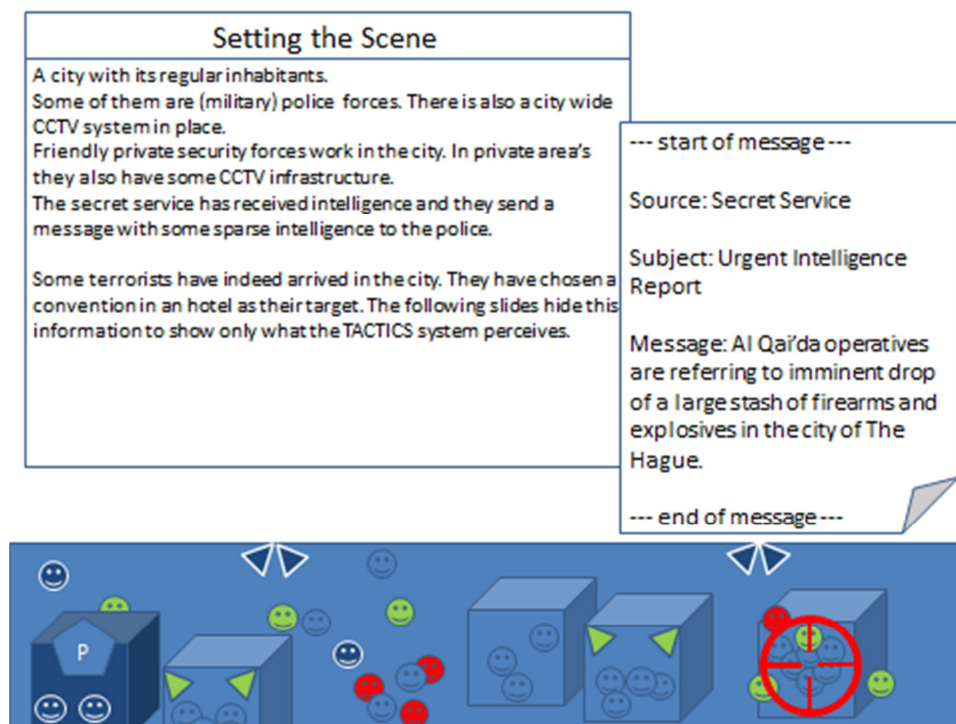 Setting the Scene
A city with its regular inhabitants.
Some of them are (military) police forces. There is also a city wide
CCTV system in place.
Friendly private security forces work in the city. In private area's
they also have some CCTV infrastructure.
The secret service has received intelligence and they send a
message with some sparse intelligence to the police.
Some terrorists have indeed arrived in the city. They have chosen a
convention in an hotel as their target. The following slides hide this
information to show only what the TACTICS system perceives.
--- start of message ---
Source: Secret Service
Subject: Urgent Intelligence
Report
Message: Al Qai'da operatives
are referring to imminent drop
of a large stash of firearms and
explosives in the city of The
Hague.
--- end of message ---
P